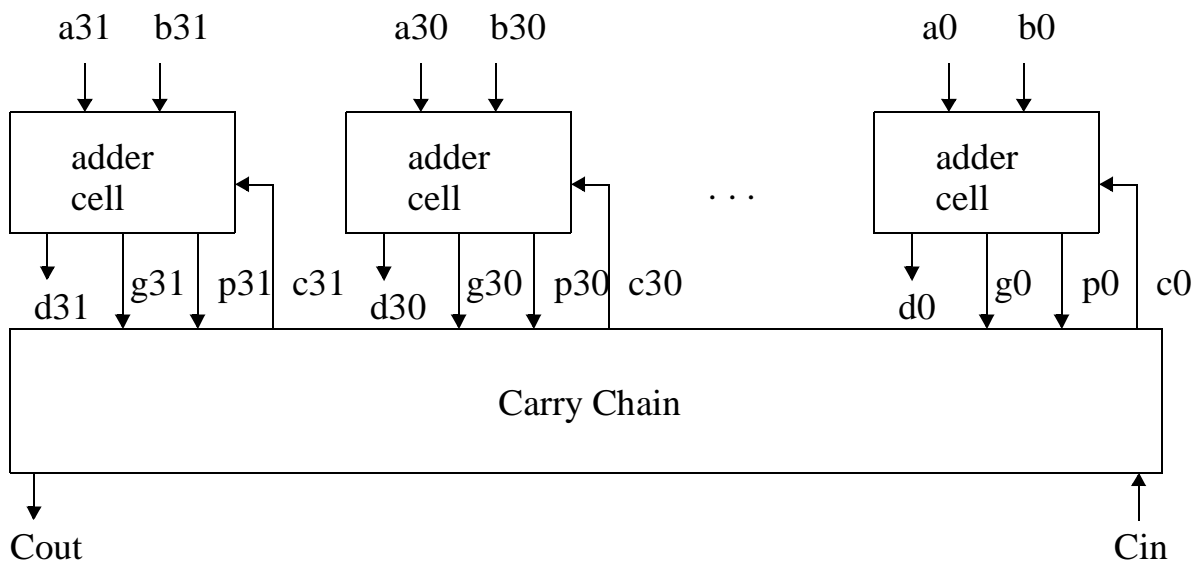 a31 b31 a30 b30 a0 b0
adder adder adder
cell cell . . . cell
g31 p31 c31 g30 p30 c30 g0 p0 c0
d31 d30 d0
Carry Chain
Cout Cin